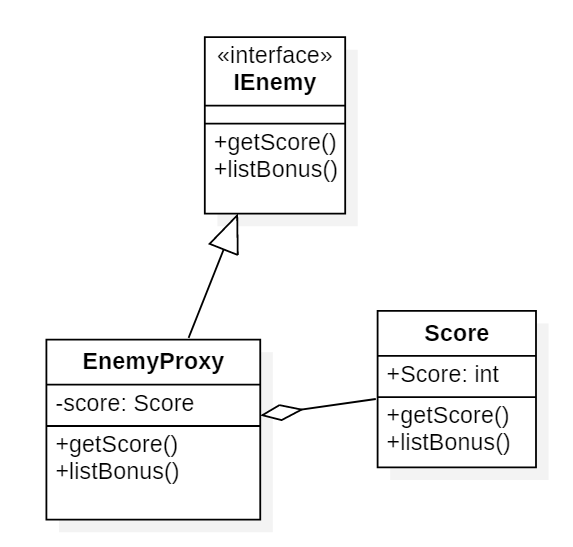 «interface»
IEnemy
+getScore()
+listBonus()
EnemyProxy
-score: Score
+getScore()
+listBonus()
Score
+Score: int
+getScore()
+listBonus()